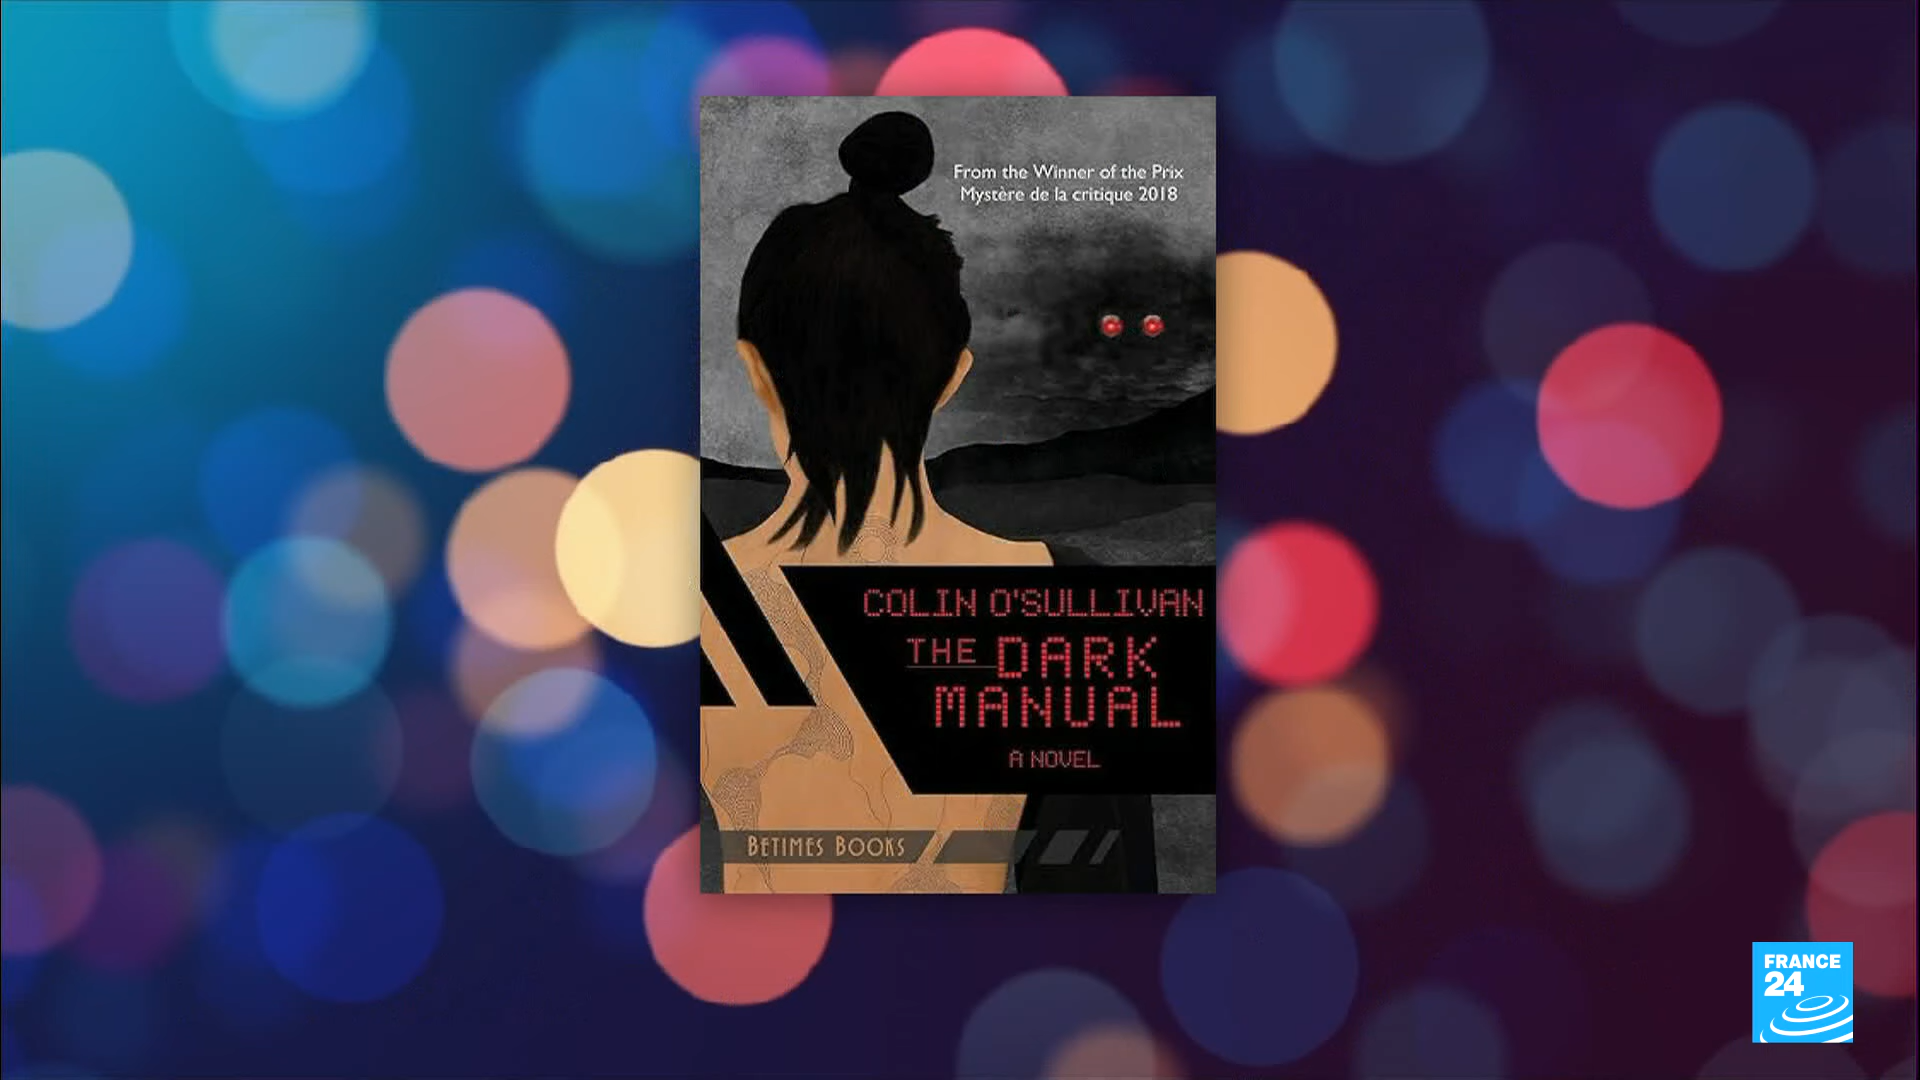 From the Winner of the Prix
Mystère de la critique 2018
COLIN O'SULLIVAN
THE DARK
MANUAL
A NOVEL
BETIMES BOOKS
FRANCE
24